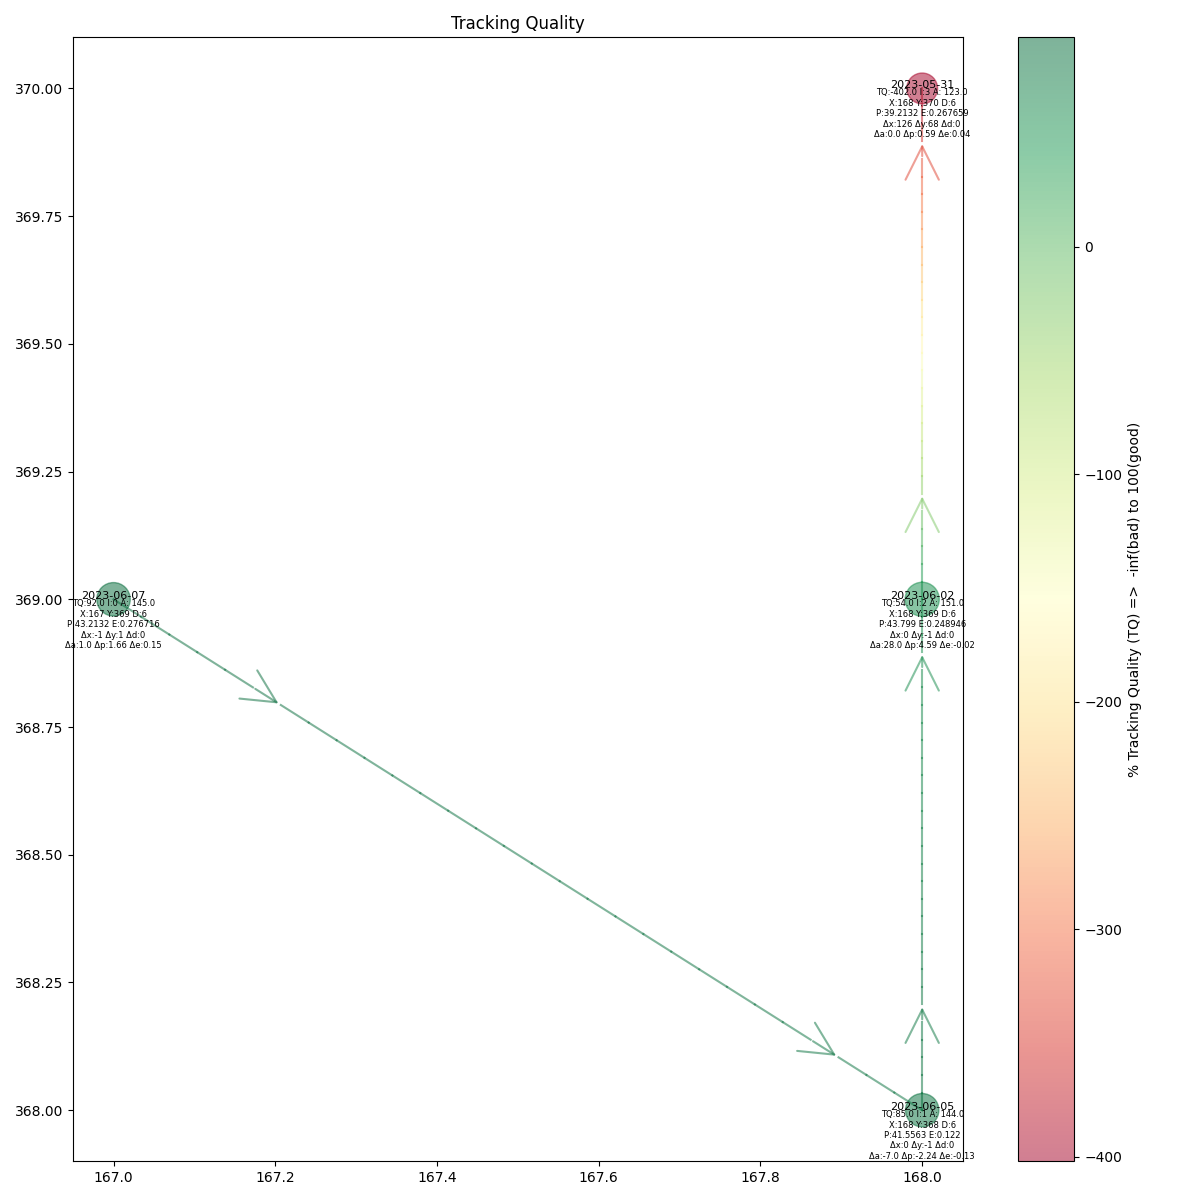 Tracking Quality
370.00
369.75
369.50
369.25
369.00
368.75
368.50
368.25
368.00
167.0
167.2
167.4
167.6
167.8
168.0
2023-05-31
TQ:-402.0 I:3 A: 123.0
X:168 Y:370 D:6
P:39.2132 E:0.267659
Δx:126 Δy:68 Δd:0
Δa:0.0 Δp:0.59 Δe:0.04
2023-06-07
TQ:92.0 I:0 A: 145.0
X:167 Y:369 D:6
P:43.2132 E:0.276716
Δx:-1 Δy:1 Δd:0
Δa:1.0 Δp:1.66 Δe:0.15
2023-06-02
TQ:54.0 I:2 A: 151.0
X:168 Y:369 D:6
P:43.799 E:0.248946
Δx:0 Δy:-1 Δd:0
Δa:28.0 Δp:4.59 Δe:-0.02
2023-06-05
TQ:85.0 I:1 A: 144.0
X:168 Y:368 D:6
P:41.5563 E:0.122
Δx:0 Δy:-1 Δd:0
Δa:-7.0 Δp:-2.24 Δe:-0.13
0
−100
−200
−300
−400
% Tracking Quality (TQ) => -inf(bad) to 100(good)